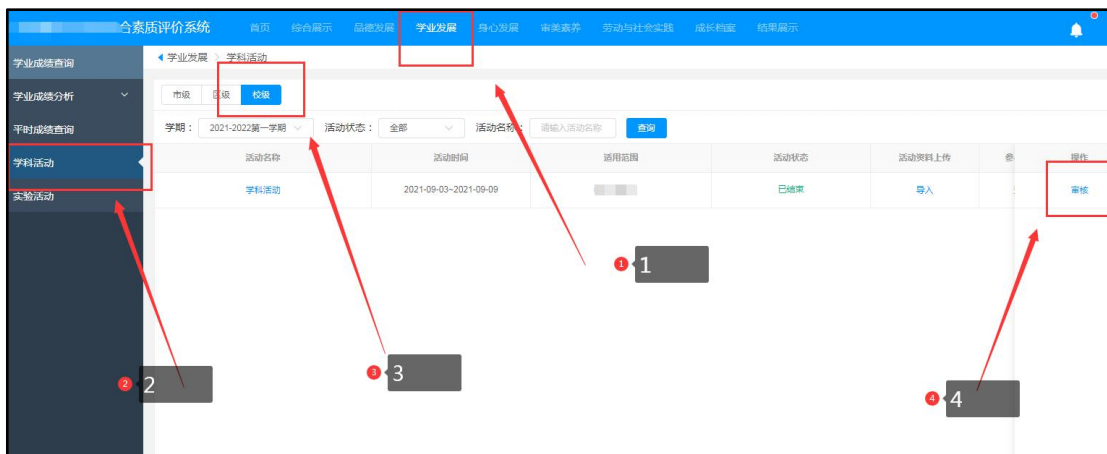 合素质评价系统 首页 综合展示 品德发展 学业发展 身心发展 审美素养 劳动与社会实践 成长档案 结果展示
学业成绩查询
学业成绩分析
平时成绩查询
学科活动
实验活动
学业发展 > 学科活动
市级 区级 校级
学期： 2021-2022第一学期 活动状态： 全部 活动名称： 请输入活动名称 查询
活动名称 活动时间 适用范围 活动状态 活动资料上传 操作
学科活动 2021-09-03~2021-09-09 已结束 导入 审核
1 1
2 2
3 3
4 4